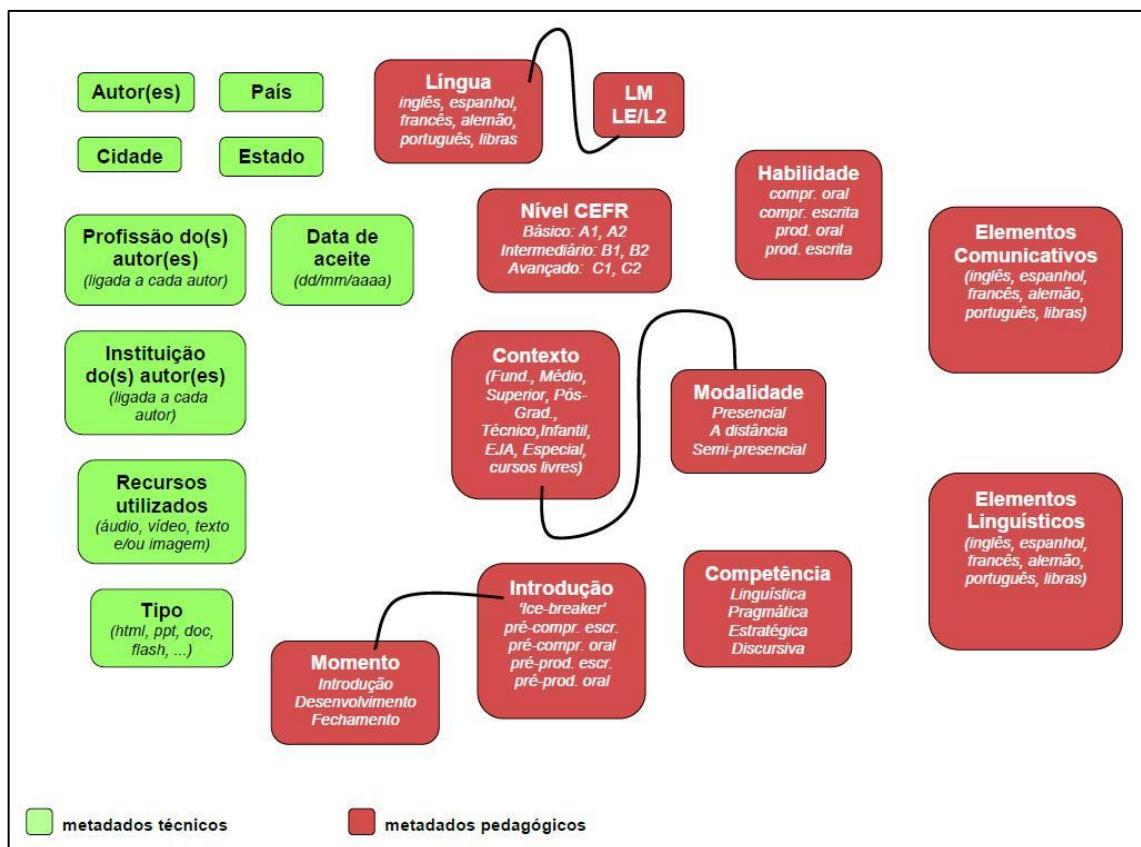 Autor(es)
País
Cidade
Estado
Profissão do(s)
autor(es)
(ligada a cada autor)
Data de
aceite
(dd/mm/aaaa)
Instituição
do(s) autor(es)
(ligada a cada
autor)
Recursos
utilizados
(áudio, vídeo, texto
e/ou imagem)
Tipo
(html, ppt, doc,
flash, ...)
Língua
inglês, espanhol,
francês, alemão,
português, libras
LM
LE/L2
Nível CEFR
Básico: A1, A2
Intermediário: B1, B2
Avançado: C1, C2
Habilidade
compr. oral
compr. escrita
prod. oral
prod. escrita
Contexto
(Fund., Médio,
Superior, Pós-
Grad.,
Técnico,Infantil,
EJA, Especial,
cursos livres)
Modalidade
Presencial
A distância
Semi-presencial
Momento
Introdução
Desenvolvimento
Fechamento
Introdução
'Ice-breaker'
pré-compr. escr.
pré-compr. oral
pré-prod. escr.
pré-prod. oral
Competência
Linguística
Pragmática
Estratégica
Discursiva
Elementos
Comunicativos
(inglês, espanhol,
francês, alemão,
português, libras)
Elementos
Linguísticos
(inglês, espanhol,
francês, alemão,
português, libras)
metadados técnicos
metadados pedagógicos